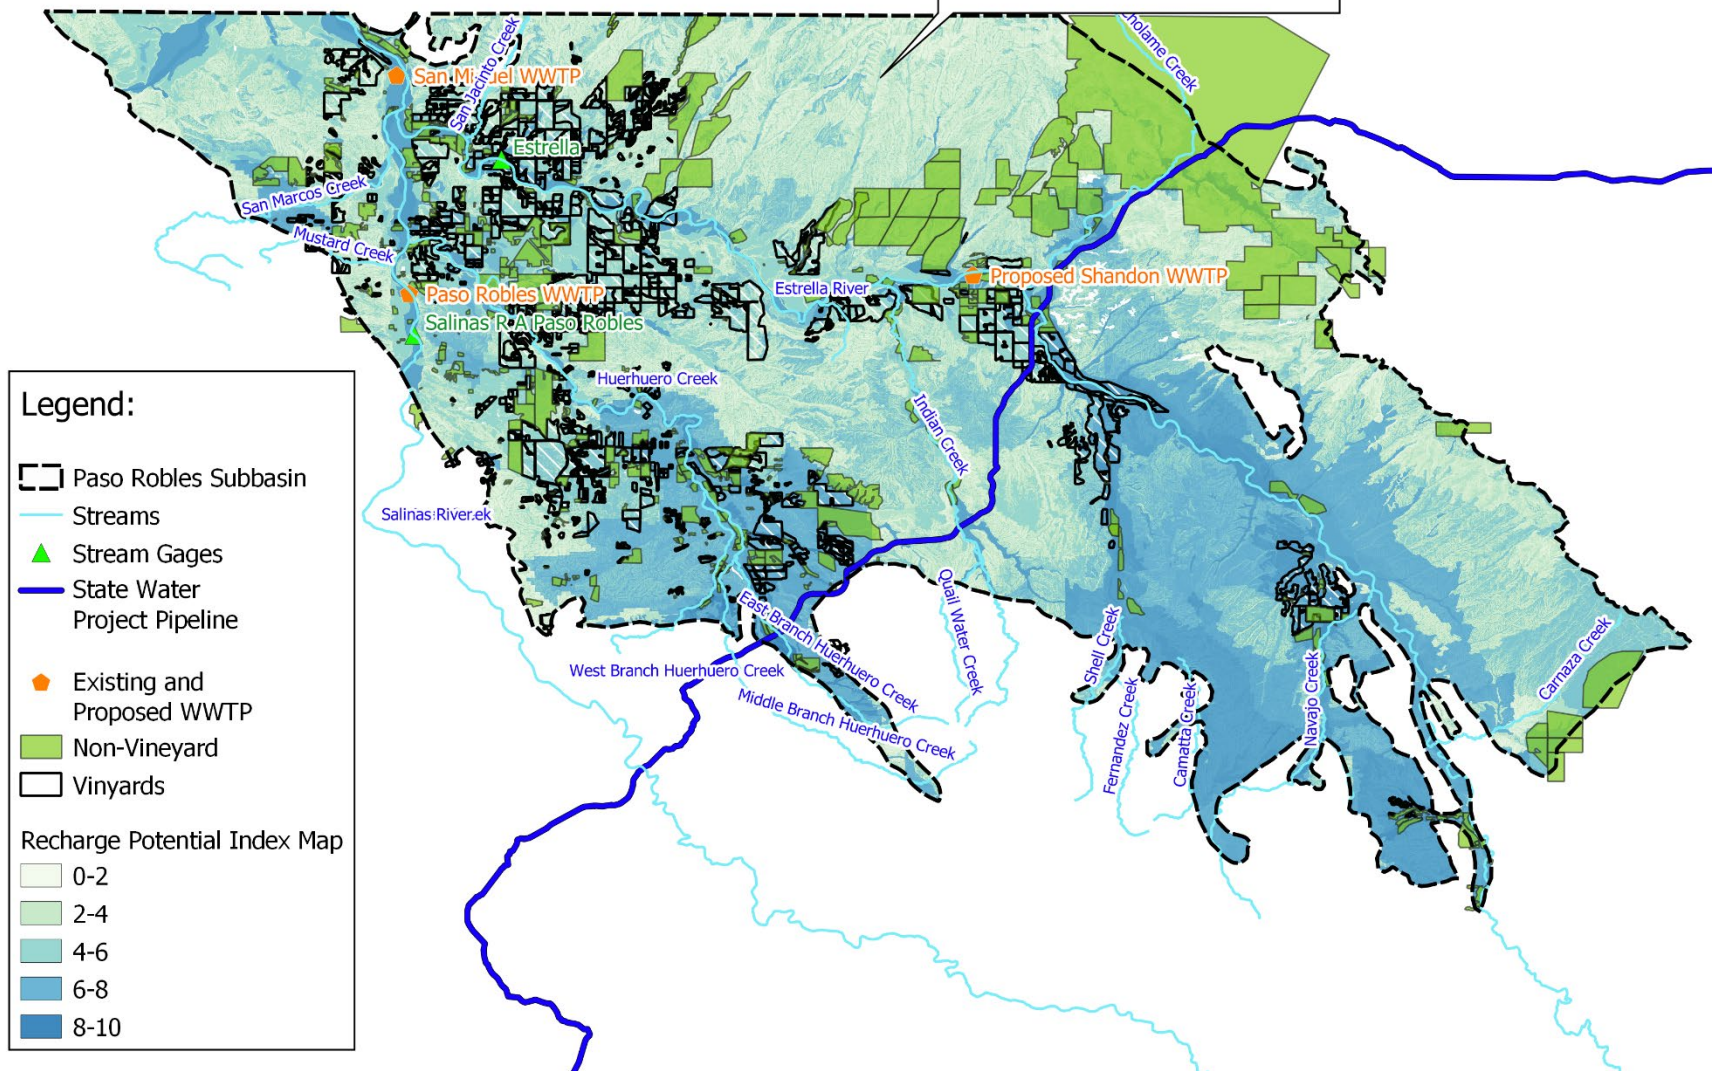 Cholame Creek
San Jacinto Creek
San Miguel WWTP
Estrella
San Marcos Creek
Mustard Creek
Proposed Shandon WWTP
Estrella River
Paso Robles WWTP
Salinas R A Paso Robles
Huerhuero Creek
Indian Creek
Salinas River
Quail Water Creek
East Branch Huerhuero Creek
West Branch Huerhuero Creek
Middle Branch Huerhuero Creek
Shell Creek
Fernandez Creek
Camatta Creek
Navajo Creek
Carnaza Creek
Legend:
Paso Robles Subbasin
Streams
Stream Gages
State Water
Project Pipeline
Existing and
Proposed WWTP
Non-Vineyard
Vinyards
Recharge Potential Index Map
0-2
2-4
4-6
6-8
8-10